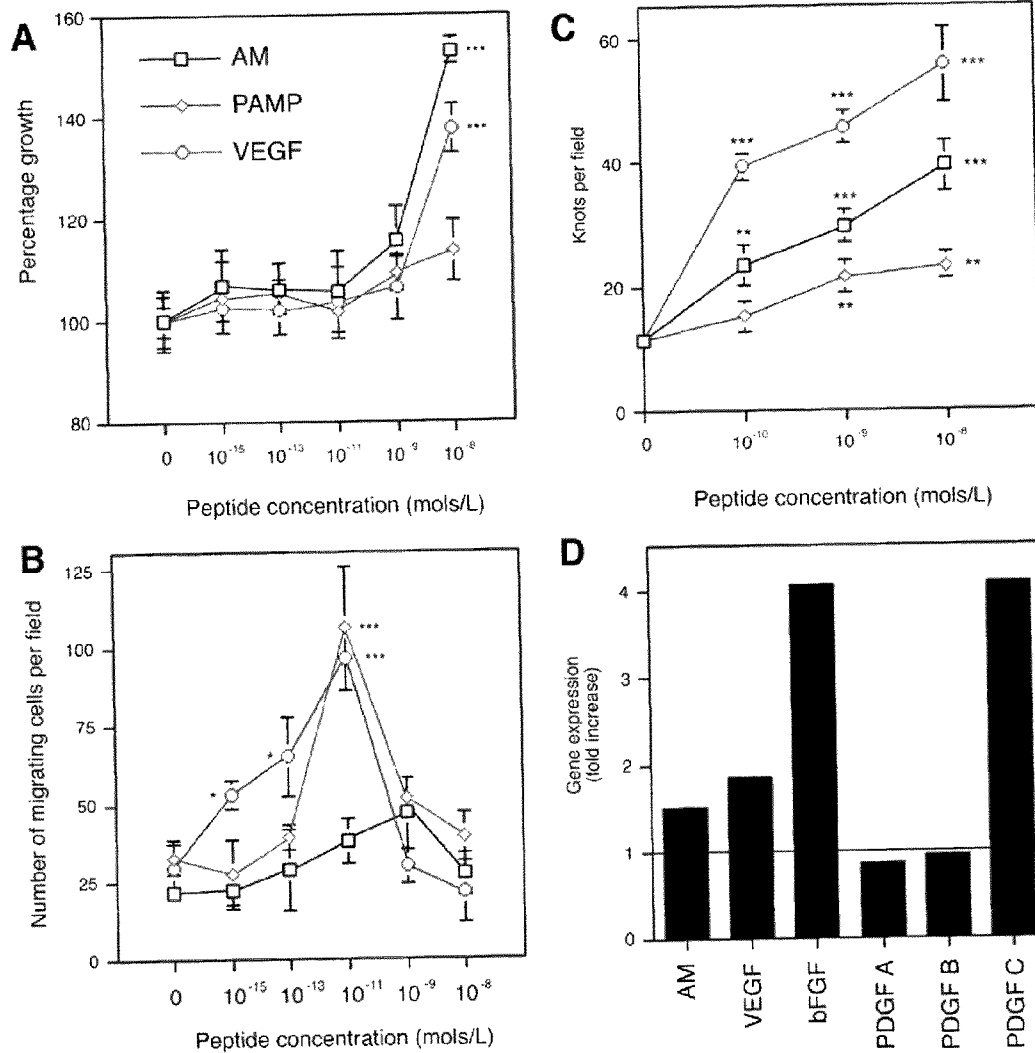 A
160
140
120
100
80
Percentage growth
AM
PAMP
VEGF
***
***
0 10⁻¹⁵ 10⁻¹³ 10⁻¹¹ 10⁻⁹ 10⁻⁸
Peptide concentration (mols/L)
C
60
40
20
0
Knots per field
*** *** ***
** *** ***
** **
0 10⁻¹⁰ 10⁻⁹ 10⁻⁸
Peptide concentration (mols/L)
B
125
100
75
50
25
0
Number of migrating cells per field
***
***
*
*
0 10⁻¹⁵ 10⁻¹³ 10⁻¹¹ 10⁻⁹ 10⁻⁸
Peptide concentration (mols/L)
D
4
3
2
1
0
Gene expression
(fold increase)
AM
VEGF
bFGF
PDGF A
PDGF B
PDGF C